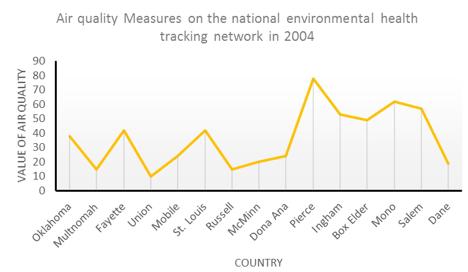 Air quality Measures on the national environmental health
tracking network in 2004
VALUE OF AIR QUALITY
90
80
70
60
50
40
30
20
10
0
Oklahoma
Multnomah
Fayette
Union
Mobile
St. Louis
Russell
McMinn
Dona Ana
Pierce
Ingham
Box Elder
Mono
Salem
Dane
COUNTRY